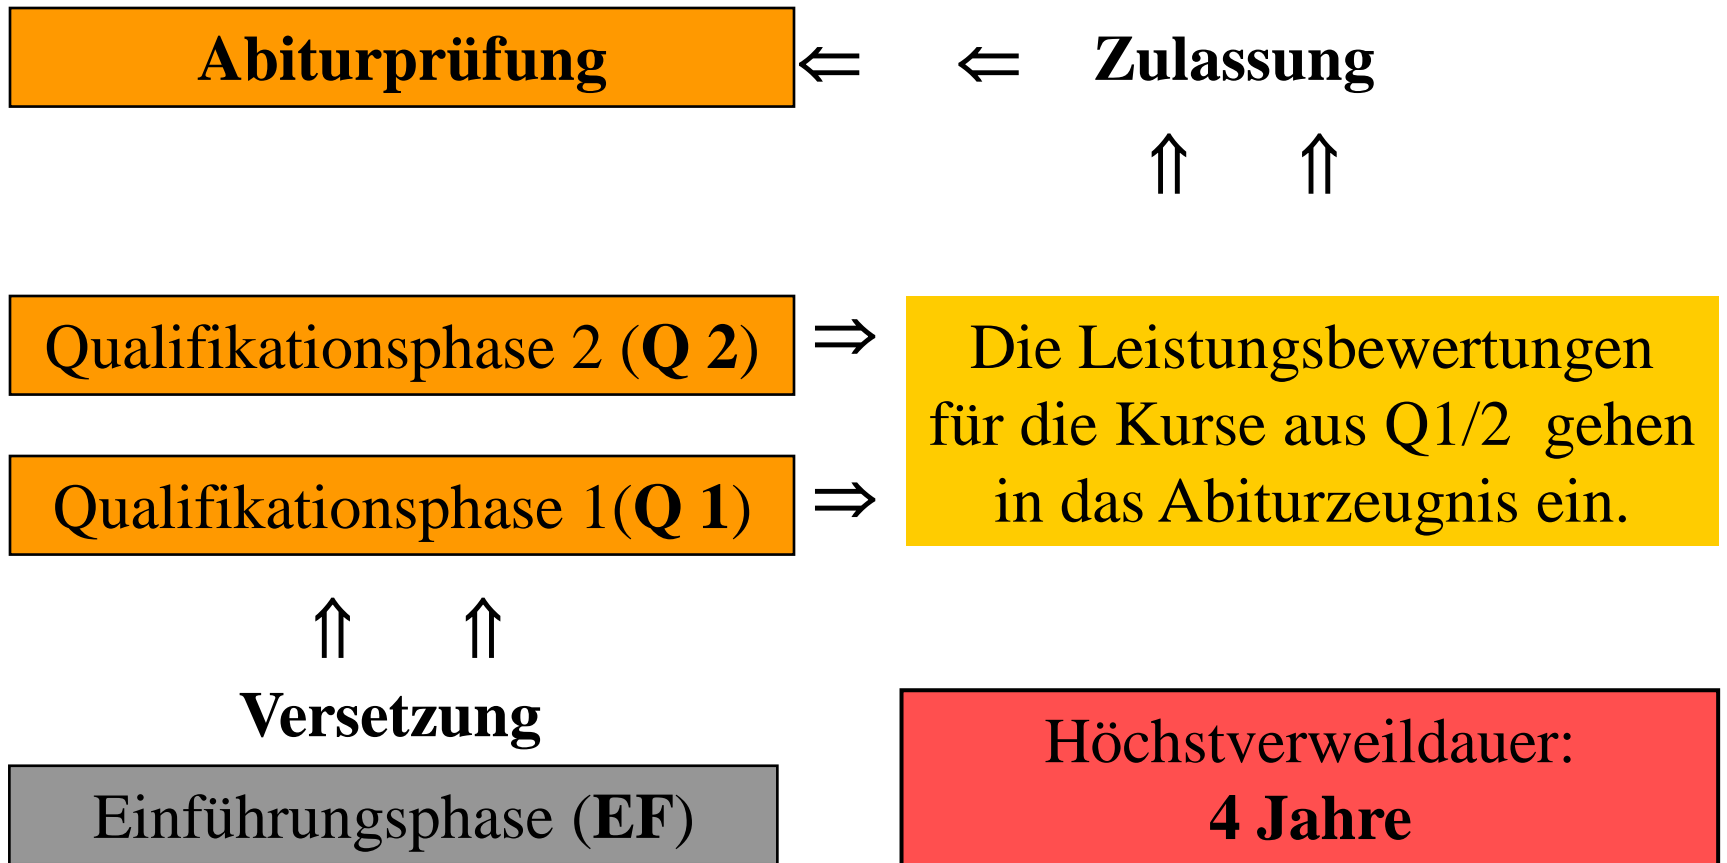 Abiturprüfung ⇐ ⇐ Zulassung
⇑ ⇑
Qualifikationsphase 2 (Q 2) ⇒
Die Leistungsbewertungen
für die Kurse aus Q1/2 gehen
in das Abiturzeugnis ein.
Qualifikationsphase 1(Q 1) ⇒
⇑ ⇑
Versetzung
Einführungsphase (EF)
Höchstverweildauer:
4 Jahre